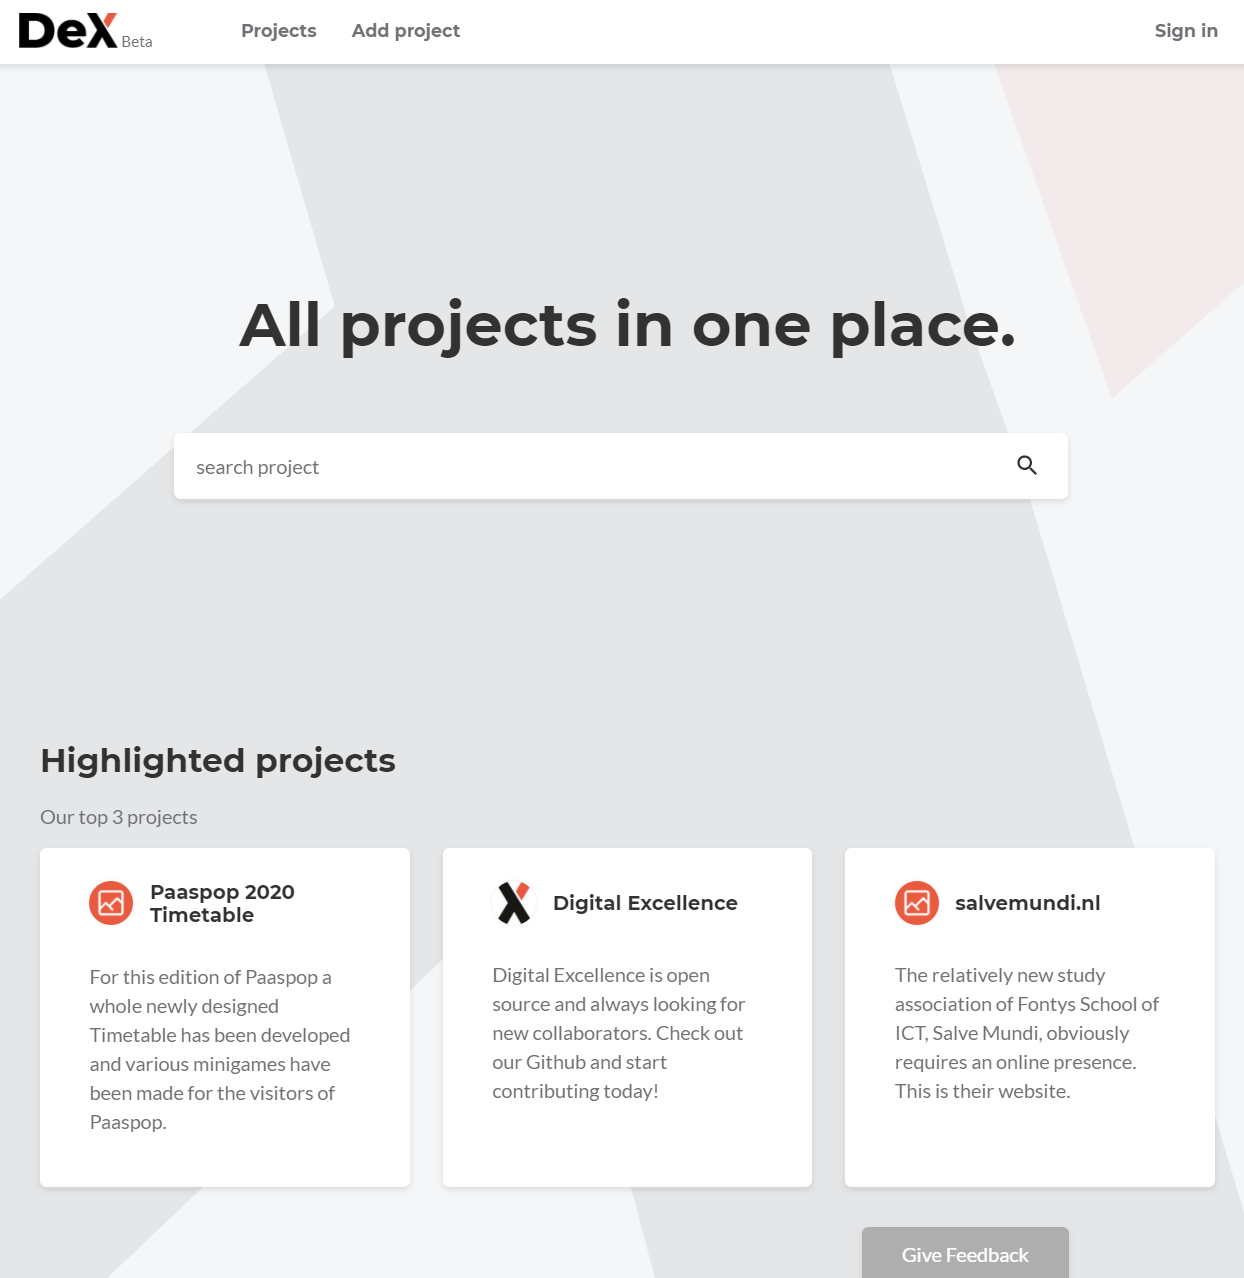 DeX Beta
Projects
Add project
Sign in
All projects in one place.
search project
Highlighted projects
Our top 3 projects
Paaspop 2020
Timetable
For this edition of Paaspop a
whole newly designed
Timetable has been developed
and various minigames have
been made for the visitors of
Paaspop.
Digital Excellence
Digital Excellence is open
source and always looking for
new collaborators. Check out
our Github and start
contributing today!
salvemundi.nl
The relatively new study
association of Fontys School of
ICT, Salve Mundi, obviously
requires an online presence.
This is their website.
Give Feedback